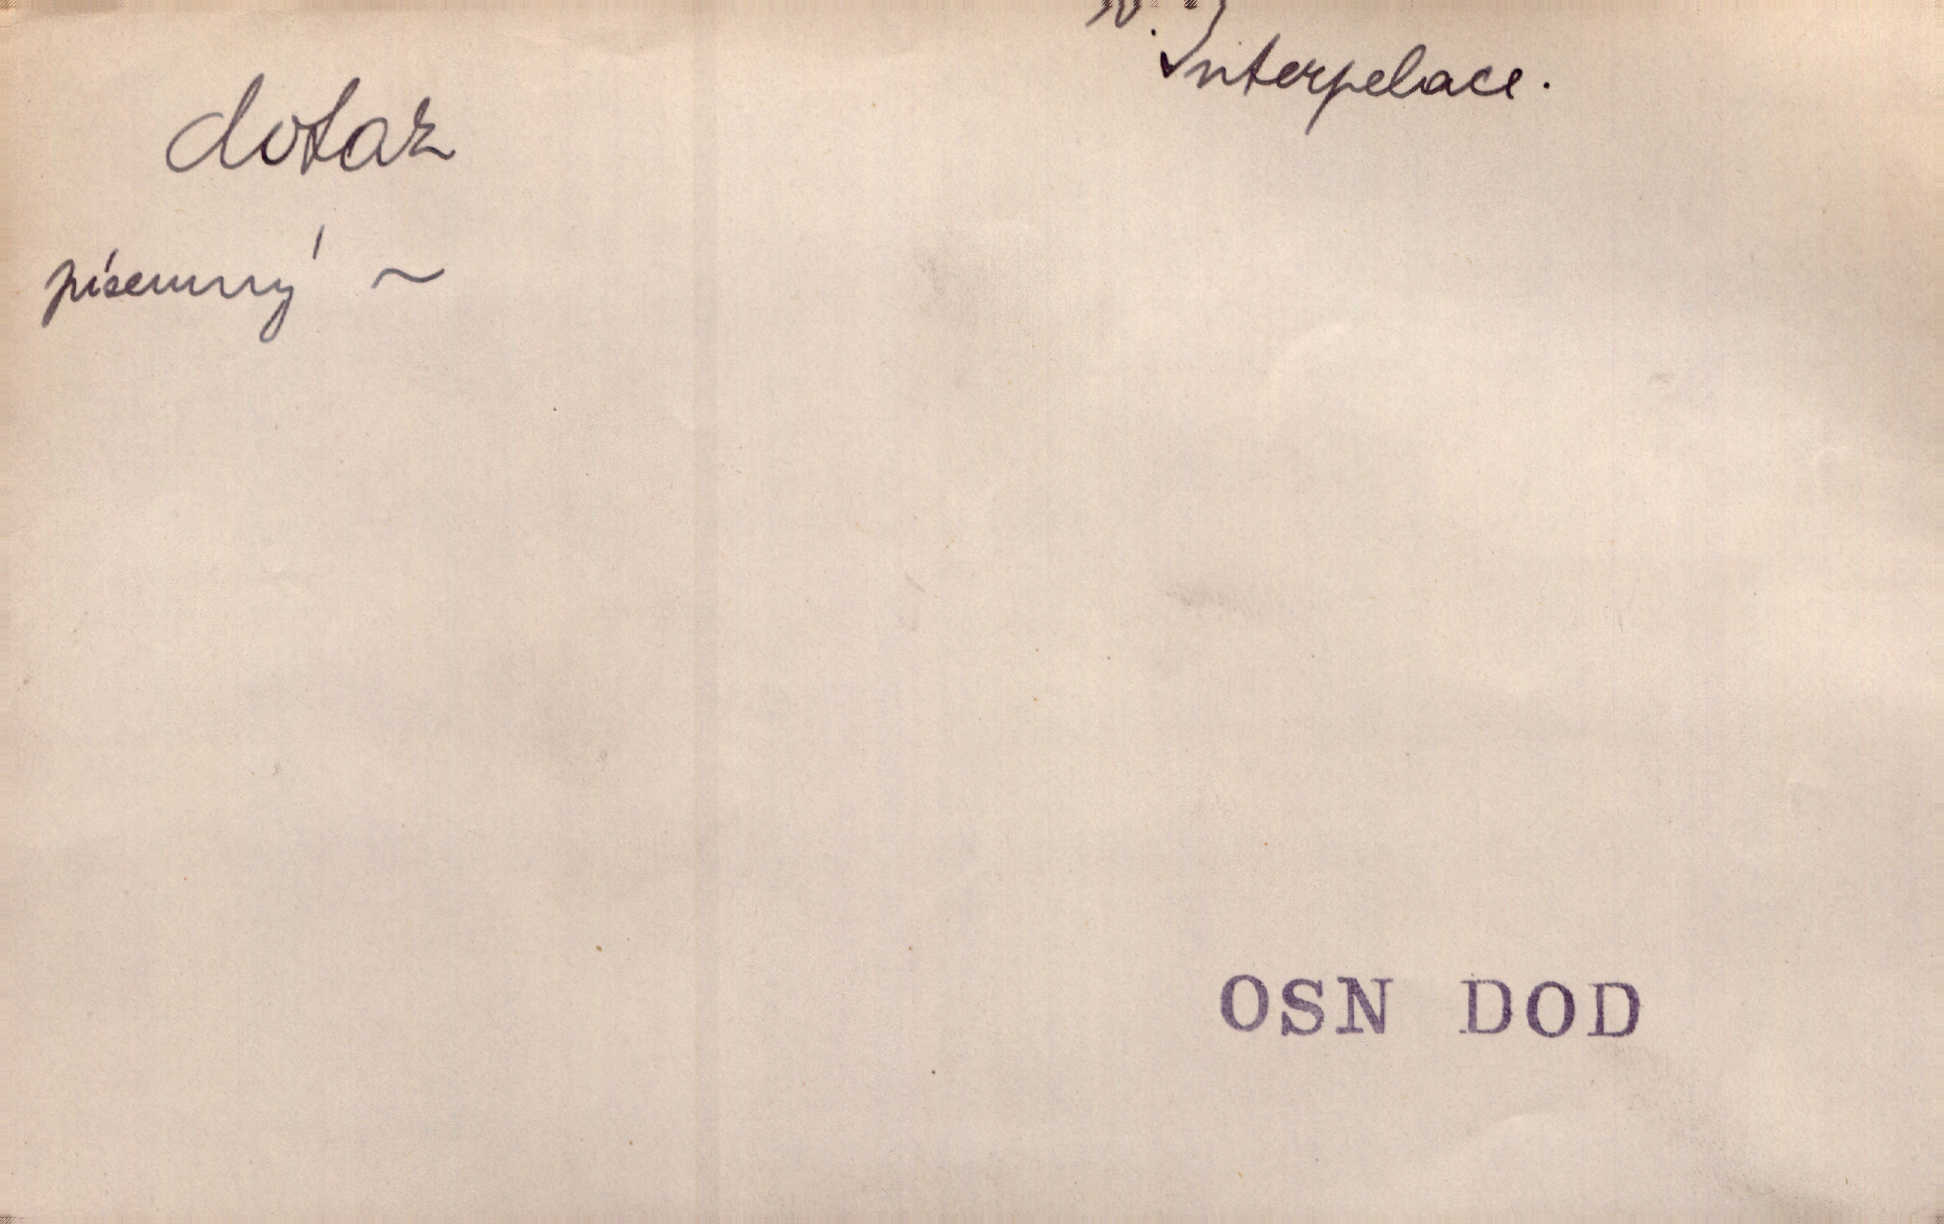 v. Interpelace.
dotaz
písemný ~
OSN DOD